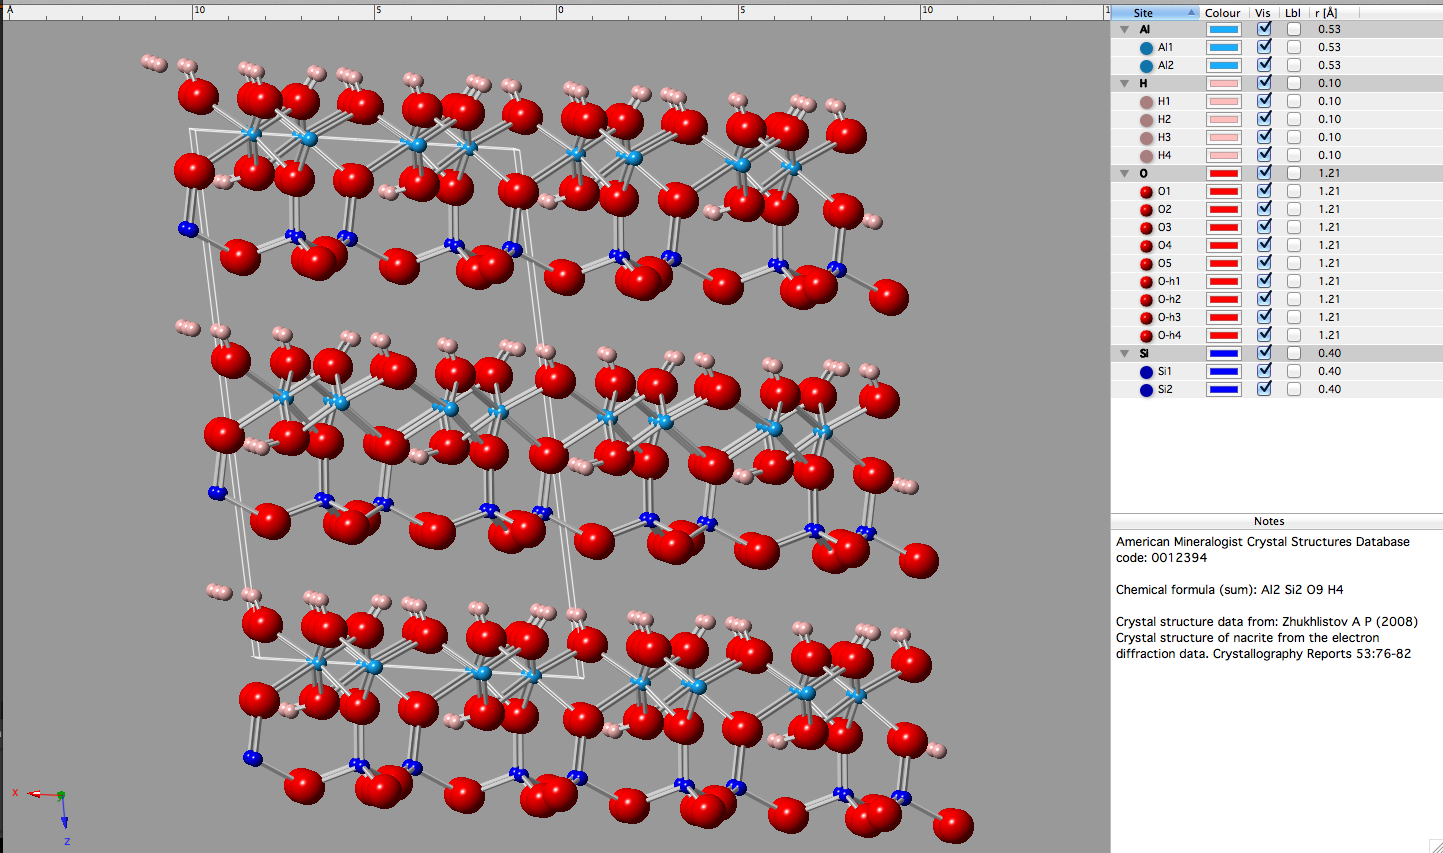 Å 10 5 0 5 10 1
Site Colour Vis Lbl r [Å]
Al 0.53
Al1 0.53
Al2 0.53
H 0.10
H1 0.10
H2 0.10
H3 0.10
H4 0.10
O 1.21
O1 1.21
O2 1.21
O3 1.21
O4 1.21
O5 1.21
O-h1 1.21
O-h2 1.21
O-h3 1.21
O-h4 1.21
Si 0.40
Si1 0.40
Si2 0.40
Notes
American Mineralogist Crystal Structures Database
code: 0012394
Chemical formula (sum): Al2 Si2 O9 H4
Crystal structure data from: Zhukhlistov A P (2008)
Crystal structure of nacrite from the electron
diffraction data. Crystallography Reports 53:76-82
x
z